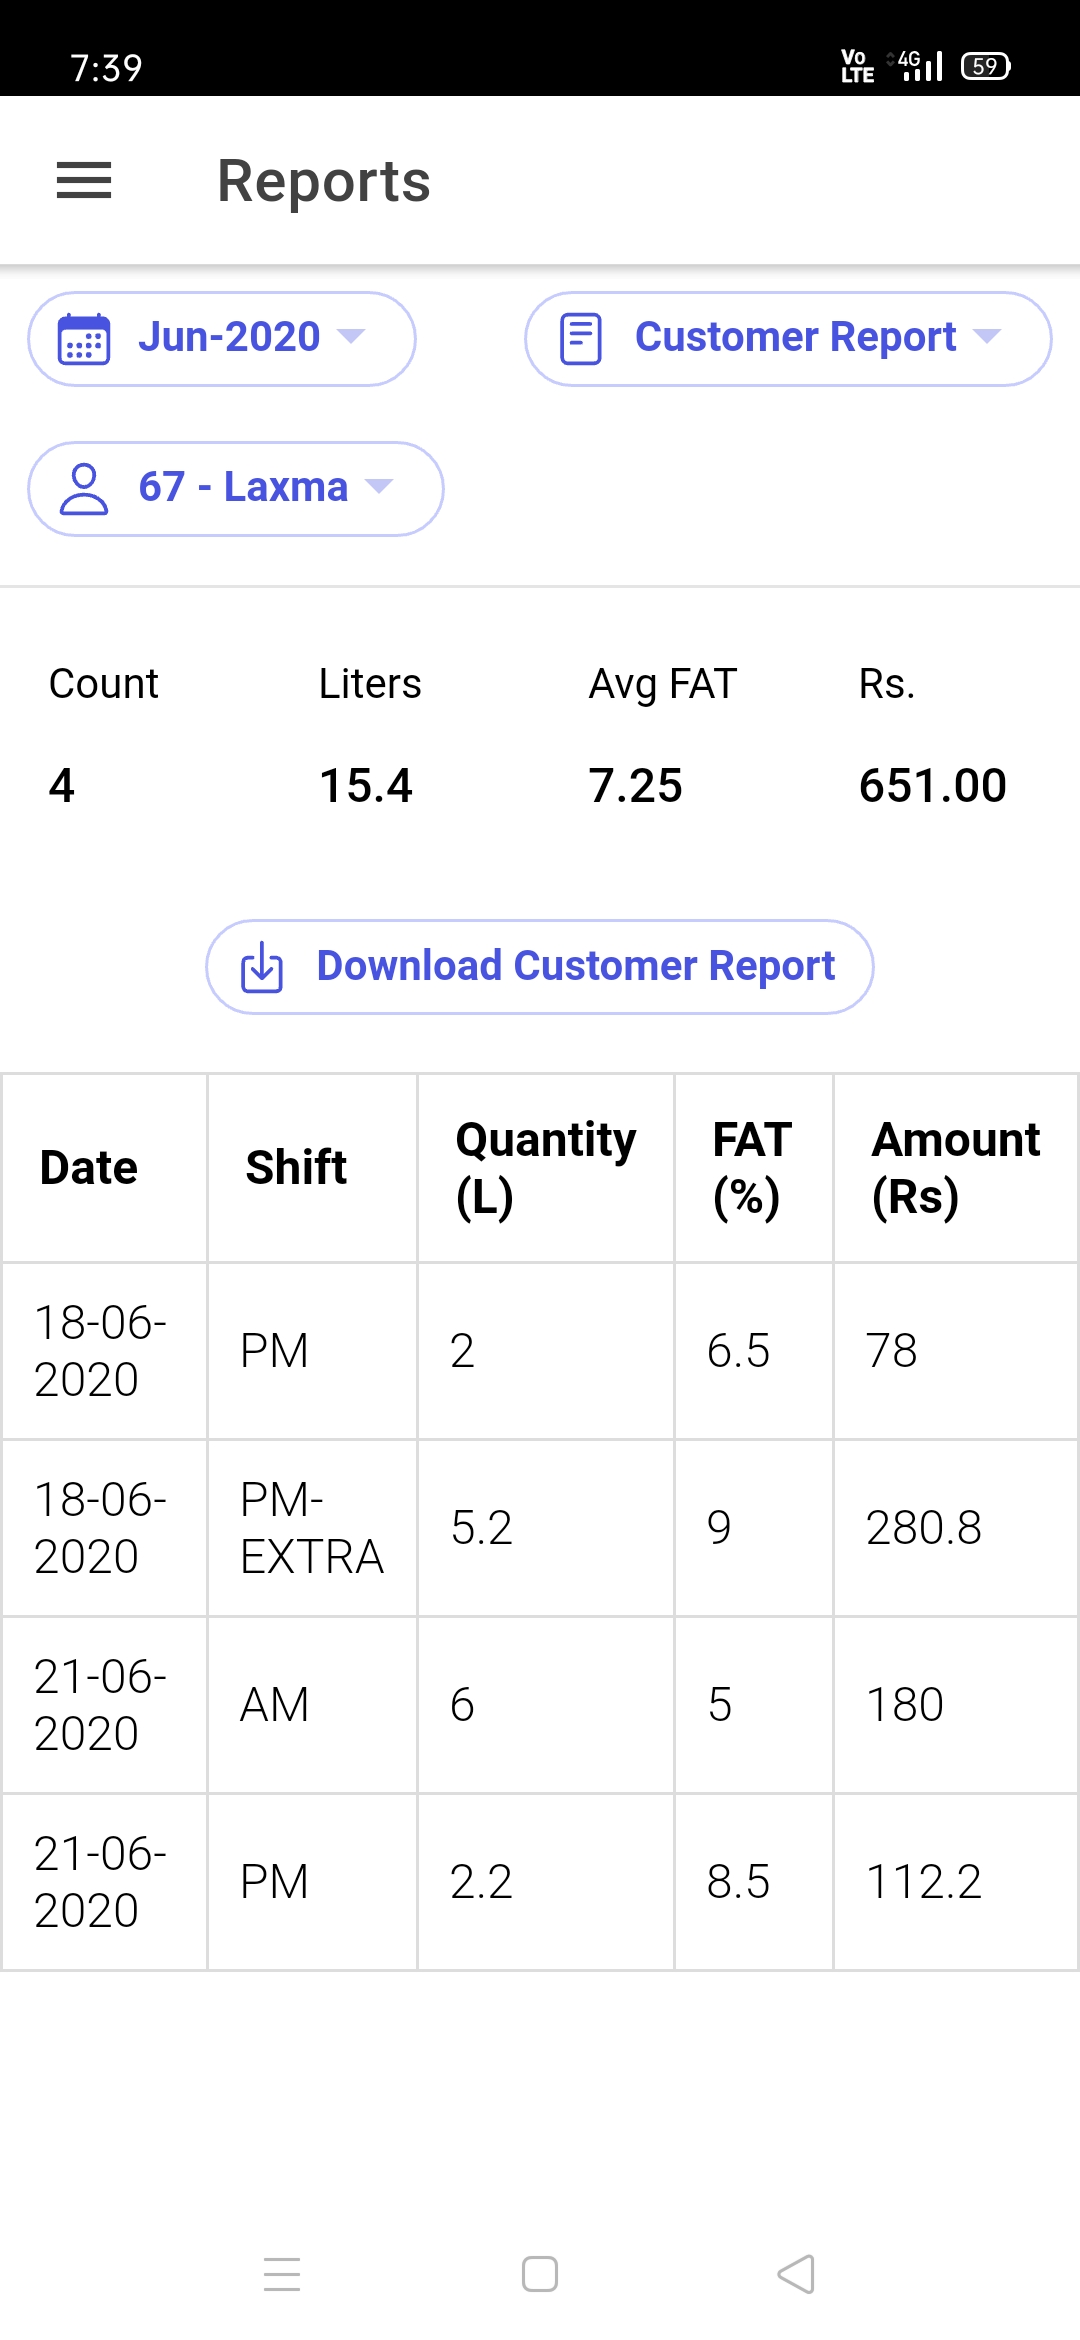 7:39
Vo LTE 4G 59
Reports
Jun-2020 Customer Report
67 - Laxma
Count Liters Avg FAT Rs.
4 15.4 7.25 651.00
Download Customer Report
Date Shift Quantity (L) FAT (%) Amount (Rs)
18-06-2020 PM 2 6.5 78
18-06-2020 PM-EXTRA 5.2 9 280.8
21-06-2020 AM 6 5 180
21-06-2020 PM 2.2 8.5 112.2